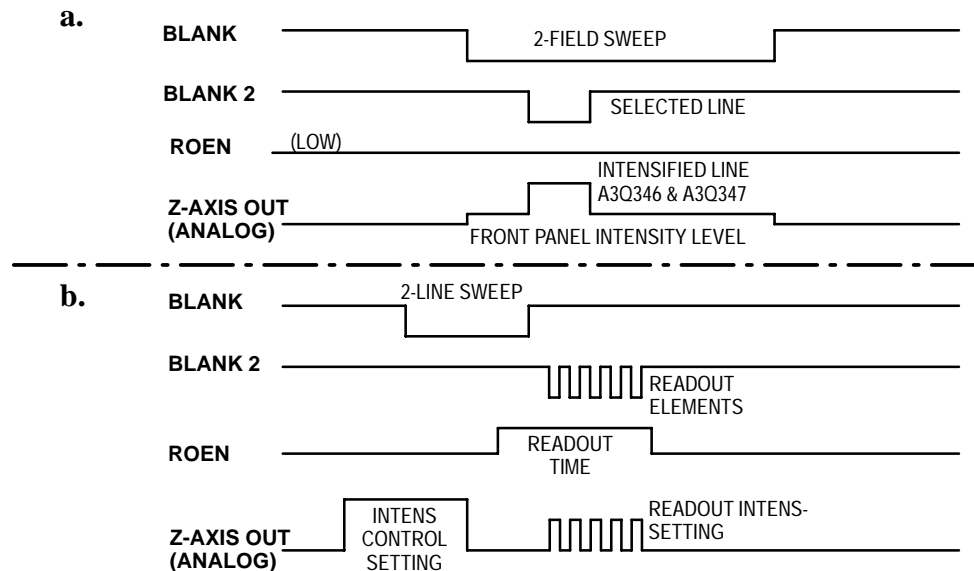 a.
BLANK
2-FIELD SWEEP
BLANK 2
SELECTED LINE
ROEN
(LOW)
INTENSIFIED LINE
A3Q346 & A3Q347
Z-AXIS OUT
(ANALOG)
FRONT PANEL INTENSITY LEVEL
b.
BLANK
2-LINE SWEEP
BLANK 2
READOUT
ELEMENTS
ROEN
READOUT
TIME
Z-AXIS OUT
(ANALOG)
INTENS
CONTROL
SETTING
READOUT INTENS-
SETTING